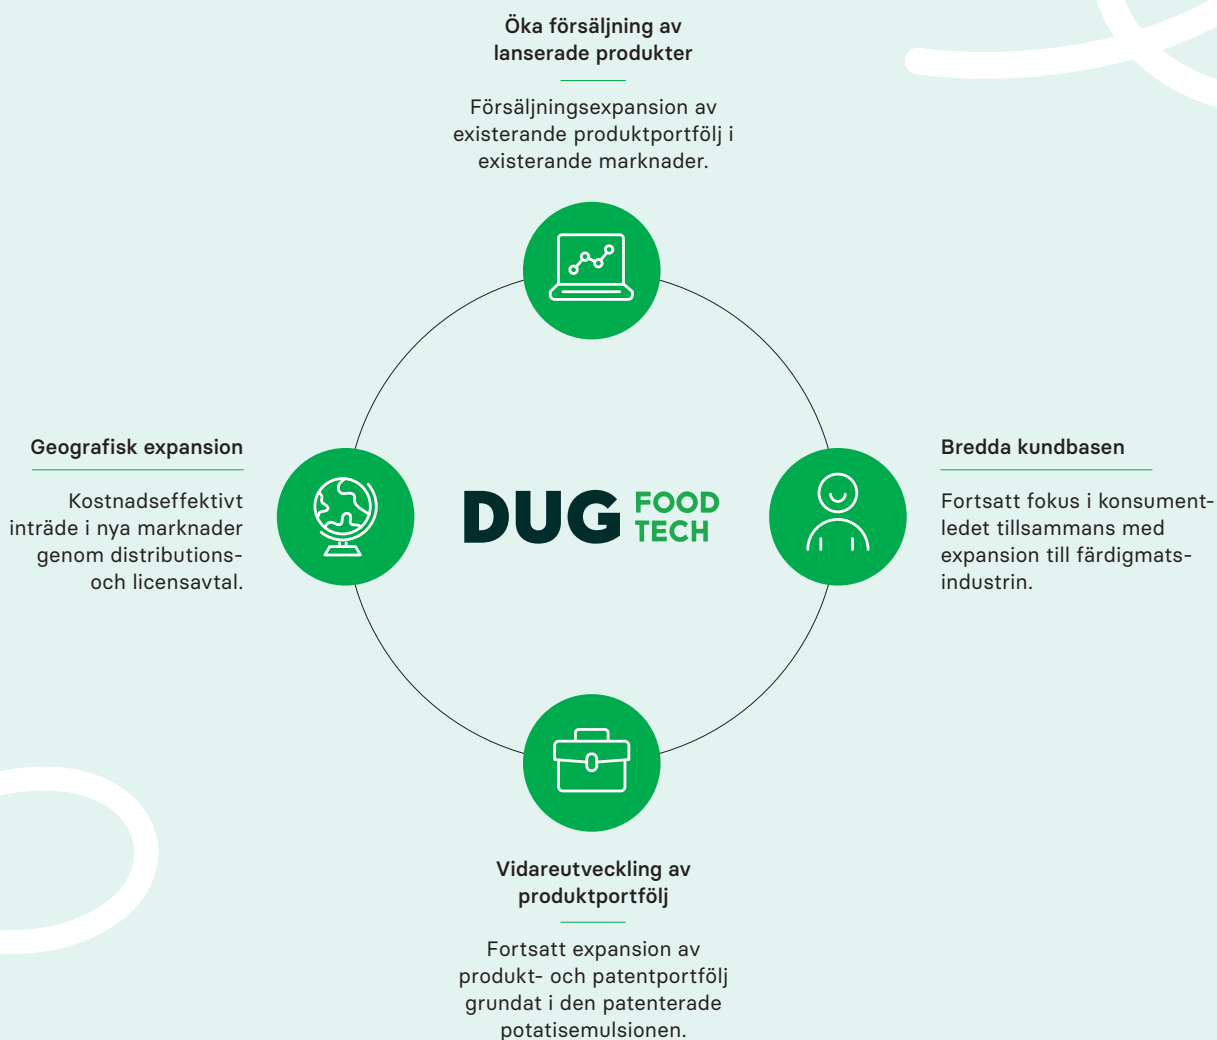 Öka försäljning av
lanserade produkter
Försäljningsexpansion av
existerande produktportfölj i
existerande marknader.
Geografisk expansion
Kostnadseffektivt
inträde i nya marknader
genom distributions-
och licensavtal.
DUG FOOD
TECH
Bredda kundbasen
Fortsatt fokus i konsument-
ledet tillsammans med
expansion till färdigmats-
industrin.
Vidareutveckling av
produktportfölj
Fortsatt expansion av
produkt- och patentportfölj
grundat i den patenterade
potatisemulsionen.